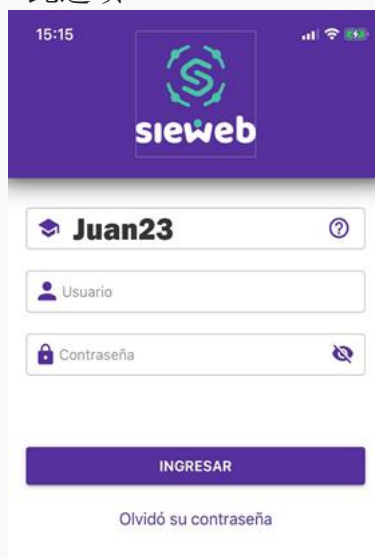 15:15
sieweb
Juan23
Usuario
Contraseña
INGRESAR
Olvidó su contraseña